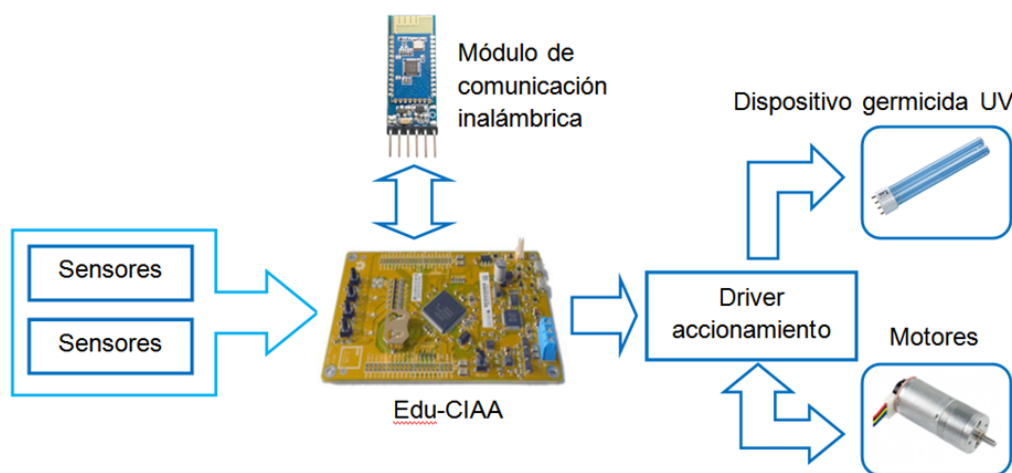 Módulo de
comunicación
inalámbrica
Dispositivo germicida UV
Sensores
Sensores
Driver
accionamiento
Motores
Edu-CIAA